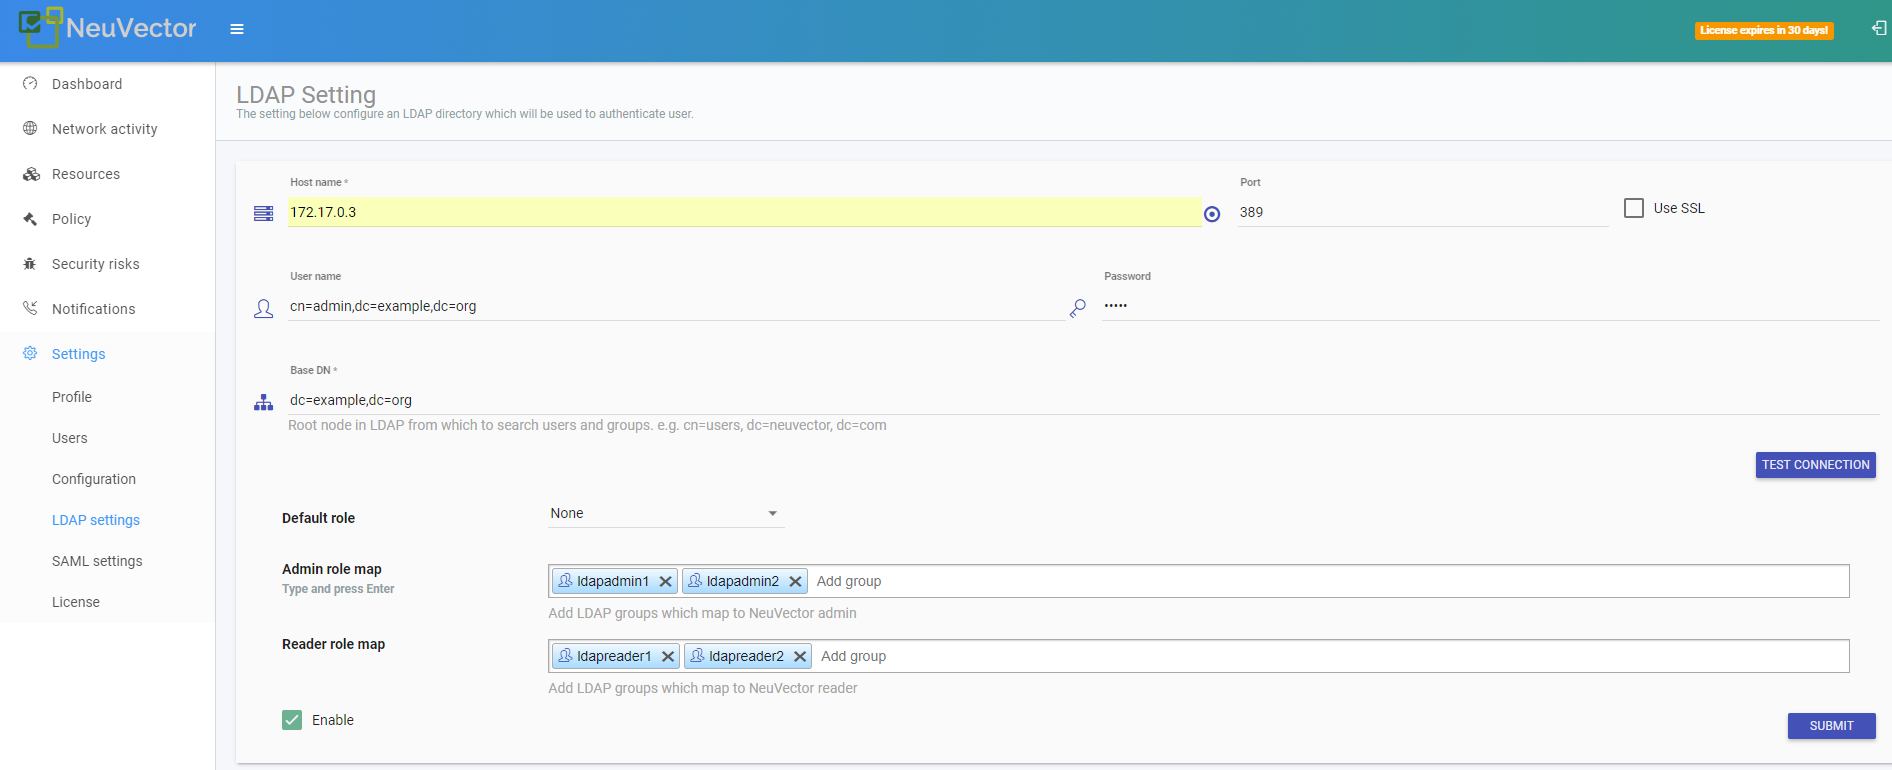 NeuVector
License expires in 30 days!
Dashboard
Network activity
Resources
Policy
Security risks
Notifications
Settings
Profile
Users
Configuration
LDAP settings
SAML settings
License
LDAP Setting
The setting below configure an LDAP directory which will be used to authenticate user.
Host name *
172.17.0.3
Port
389
Use SSL
User name
cn=admin,dc=example,dc=org
Password
•••••
Base DN *
dc=example,dc=org
Root node in LDAP from which to search users and groups. e.g. cn=users, dc=neuvector, dc=com
TEST CONNECTION
Default role
None
Admin role map
Type and press Enter
ldapadmin1 ldapadmin2 Add group
Add LDAP groups which map to NeuVector admin
Reader role map
ldapreader1 ldapreader2 Add group
Add LDAP groups which map to NeuVector reader
Enable
SUBMIT